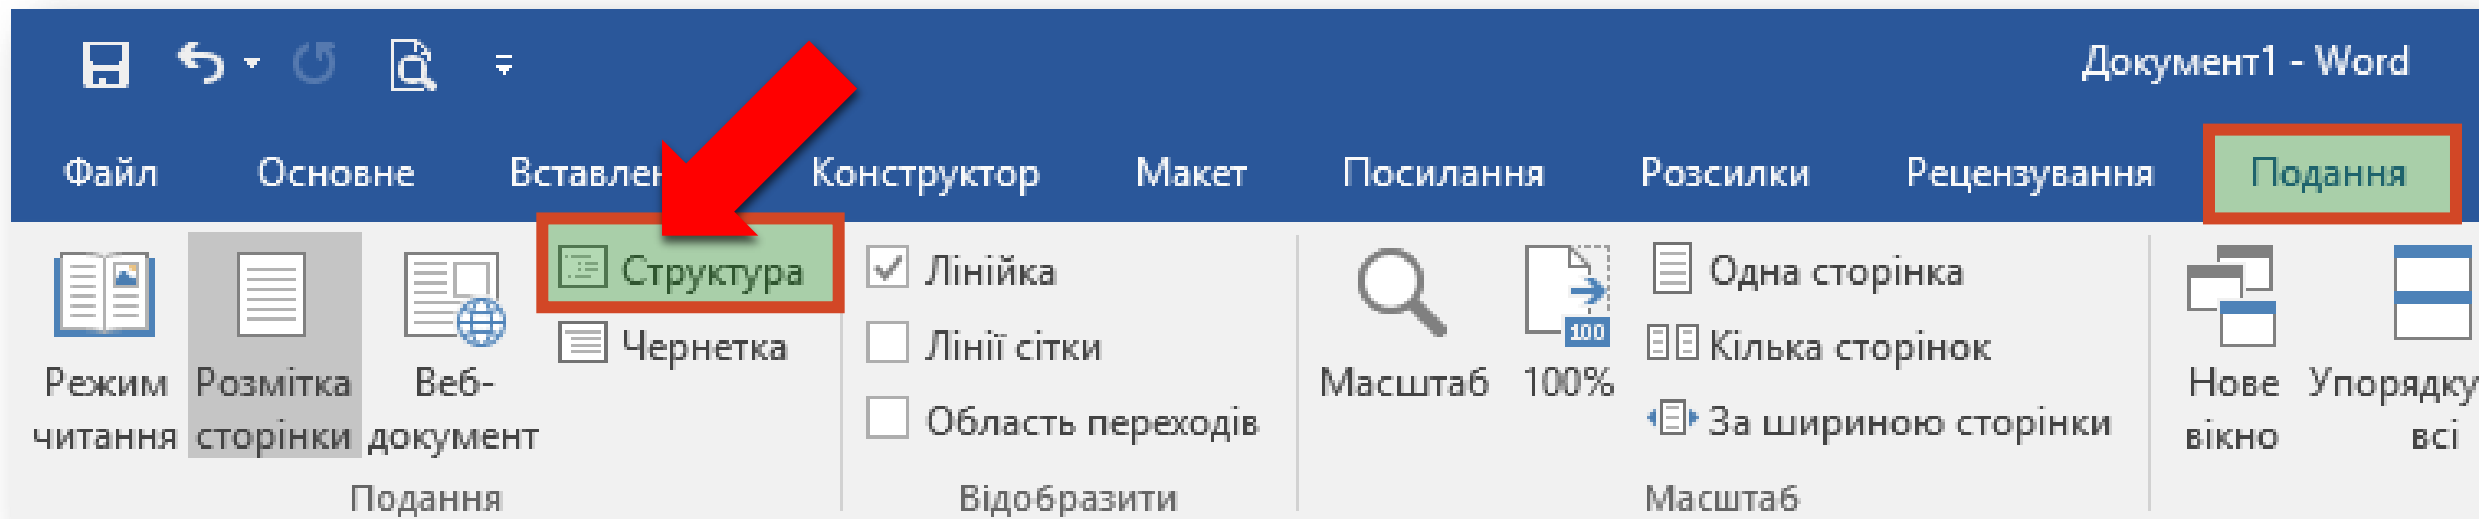 Документ1 - Word
Файл Основне Конструктор Макет Посилання Розсилки Рецензування Подання
Структура Лінійка Одна сторінка
Чернетка Лінії сітки Кілька сторінок
Режим Розмітка Веб- Масштаб 100% Нове
читання сторінки документ Область переходів За шириною сторінки вікно всі
100
Подання Відобразити Масштаб